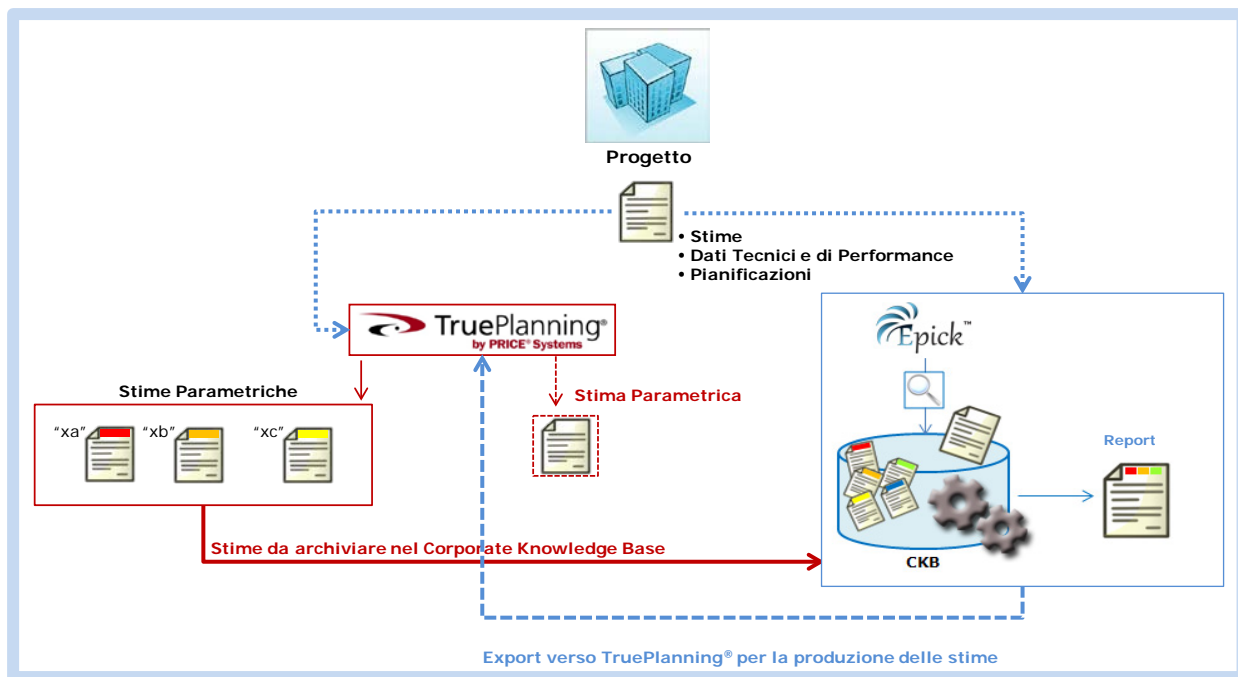 Progetto
• Stime
• Dati Tecnici e di Performance
• Pianificazioni
TruePlanning®
by PRICE® Systems
Epick™
Stime Parametriche
"xa"
"xb"
"xc"
Stima Parametrica
Report
Stime da archiviare nel Corporate Knowledge Base
CKB
Export verso TruePlanning® per la produzione delle stime